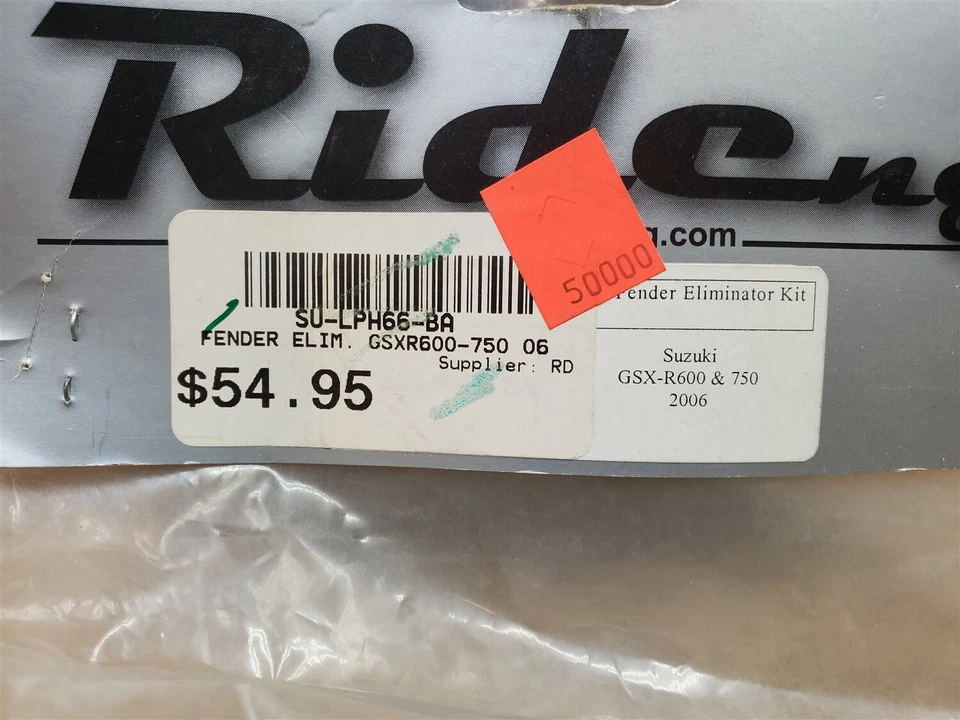 Ride
g.com
50000
SU-LPH66-BA
FENDER ELIM. GSXR600-750 06
Supplier: RD
$54.95
Fender Eliminator Kit
Suzuki
GSX-R600 & 750
2006